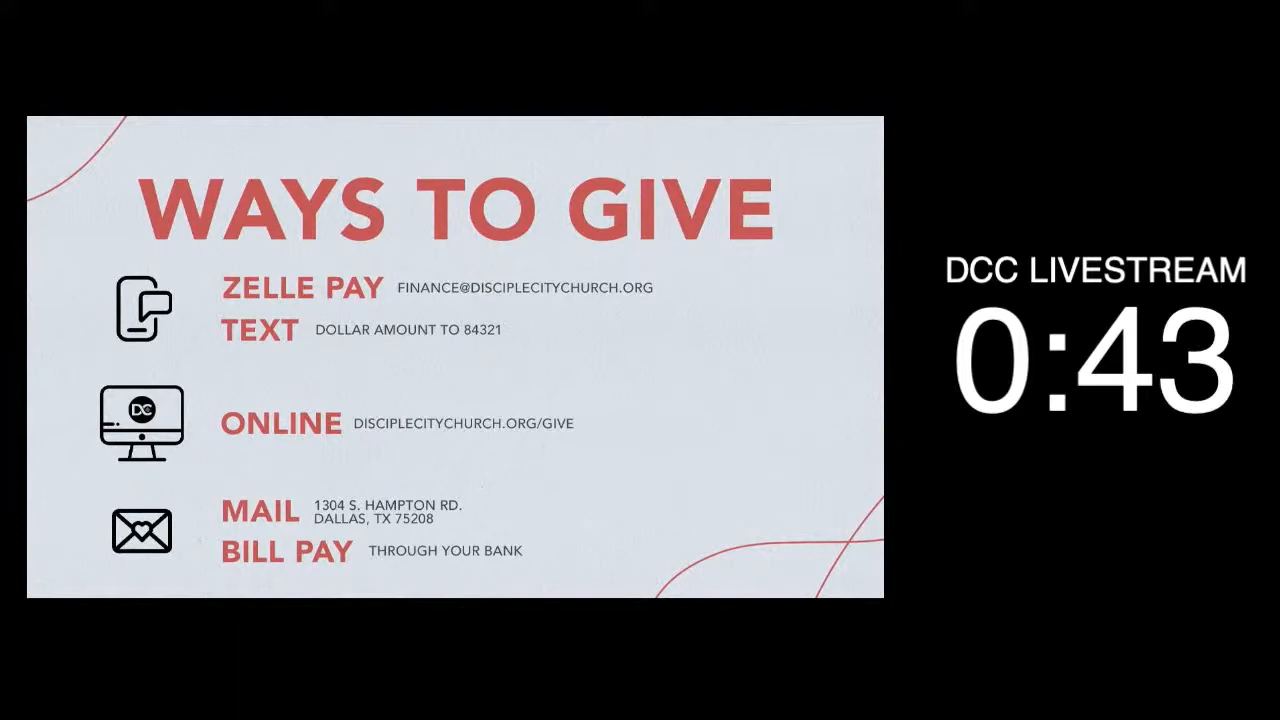 WAYS TO GIVE
ZELLE PAY FINANCE@DISCIPLECITYCHURCH.ORG
TEXT DOLLAR AMOUNT TO 84321
DC
ONLINE DISCIPLECITYCHURCH.ORG/GIVE
MAIL 1304 S. HAMPTON RD.
DALLAS, TX 75208
BILL PAY THROUGH YOUR BANK
DCC LIVESTREAM
0:43